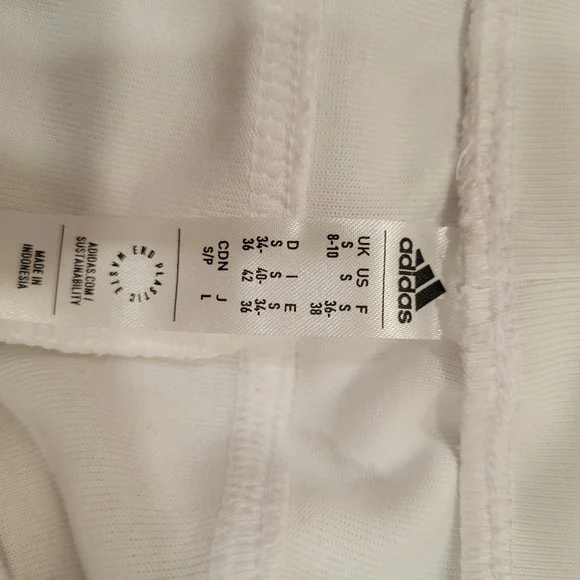 adidas
UK US F
S S S
8-10 36-
38
D I E
S S S
34- 40- 34-
36 42 36
CDN J
S/P L
END PLASTIC WASTE
ADIDAS.COM/
SUSTAINABILITY
MADE IN
INDONESIA